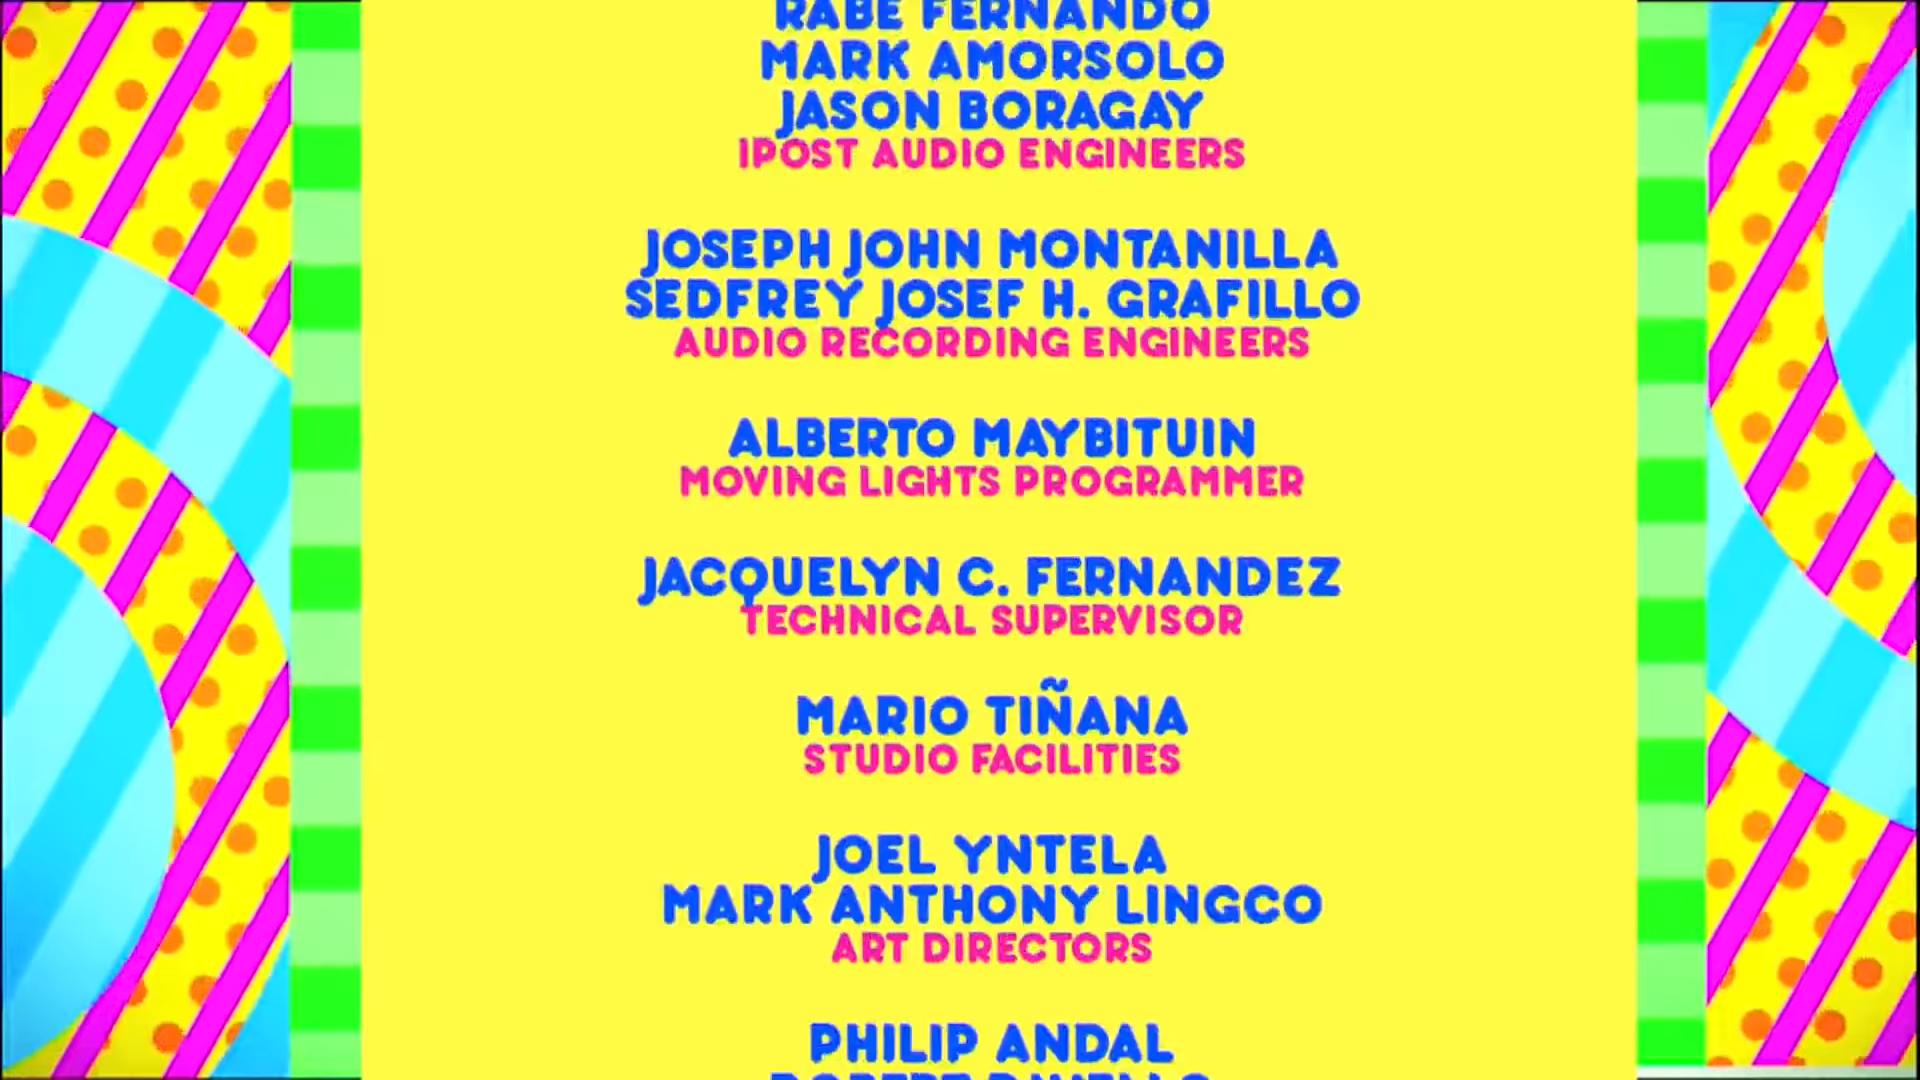 RABE FERNANDO
MARK AMORSOLO
JASON BORAGAY
IPOST AUDIO ENGINEERS
JOSEPH JOHN MONTANILLA
SEDFREY JOSEF H. GRAFILLO
AUDIO RECORDING ENGINEERS
ALBERTO MAYBITUIN
MOVING LIGHTS PROGRAMMER
JACQUELYN C. FERNANDEZ
TECHNICAL SUPERVISOR
MARIO TIÑANA
STUDIO FACILITIES
JOEL YNTELA
MARK ANTHONY LINGCO
ART DIRECTORS
PHILIP ANDAL